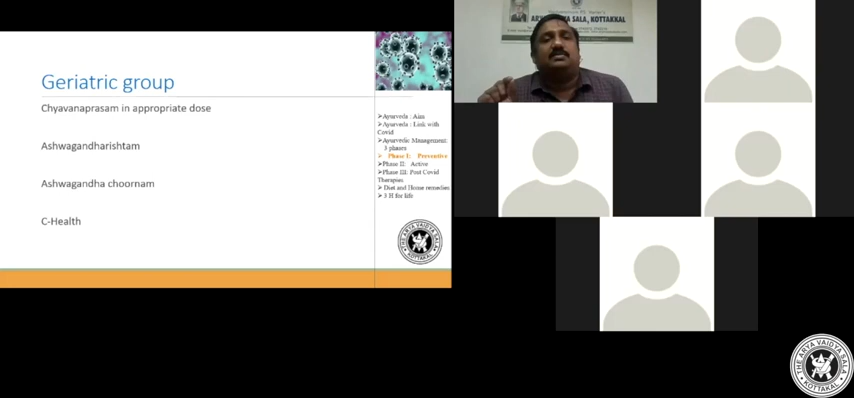 Geriatric group
Chyavanaprasam in appropriate dose
Ashwagandharishtam
Ashwagandha choornam
C-Health
➢Ayurveda : Aim
➢Ayurveda : Link with
Covid
➢Ayurvedic Management:
3 phases
➢ Phase I: Preventive
➢Phase II: Active
➢Phase III: Post Covid
Therapies
➢ Diet and Home remedies
➢ 3 H for life
THE ARYA VAIDYA SALA
KOTTAKAL
ARYA VAIDYA SALA, KOTTAKKAL
THE ARYA VAIDYA SALA
KOTTAKAL